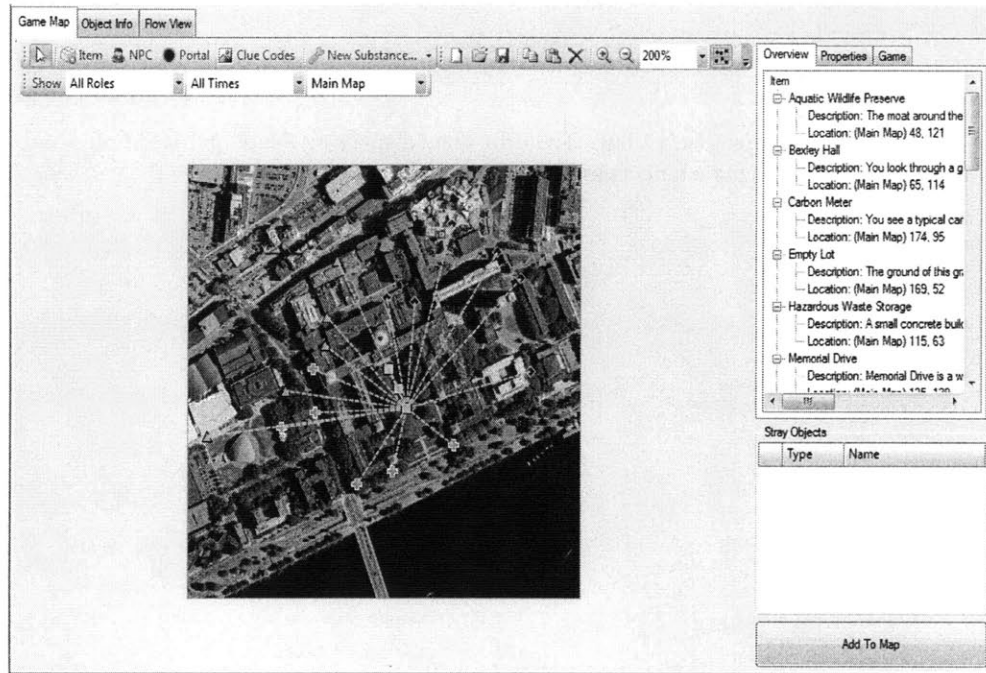 Game Map Object Info Flow View
Item NPC Portal Clue Codes New Substance... 200%
Show All Roles All Times Main Map
Overview Properties Game
Item
Aquatic Wildlife Preserve
Description: The moat around the
Location: (Main Map) 48, 121
Bexley Hall
Description: You look through a g
Location: (Main Map) 65, 114
Carbon Meter
Description: You see a typical car
Location: (Main Map) 174, 95
Empty Lot
Description: The ground of this gr
Location: (Main Map) 169, 52
Hazardous Waste Storage
Description: A small concrete build
Location: (Main Map) 115, 63
Memorial Drive
Description: Memorial Drive is a w
Stray Objects
Type Name
Add To Map